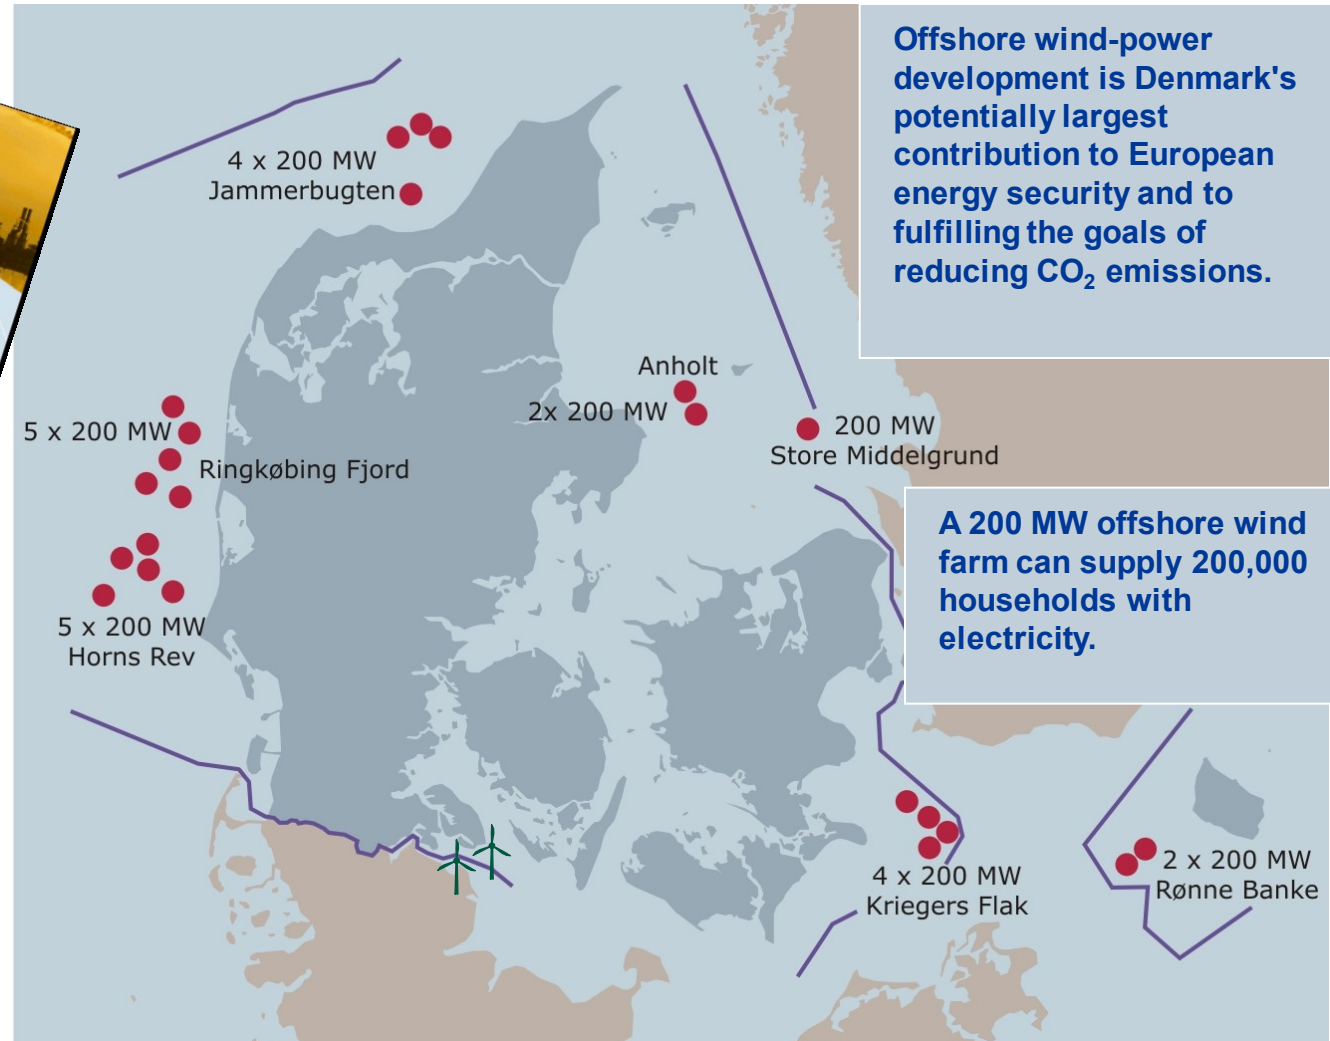 Offshore wind-power
development is Denmark's
potentially largest
contribution to European
energy security and to
fulfilling the goals of
reducing CO₂ emissions.
4 x 200 MW
Jammerbugten
Anholt
2x 200 MW
200 MW
Store Middelgrund
5 x 200 MW
Ringkøbing Fjord
A 200 MW offshore wind
farm can supply 200,000
households with
electricity.
5 x 200 MW
Horns Rev
4 x 200 MW
Kriegers Flak
2 x 200 MW
Rønne Banke